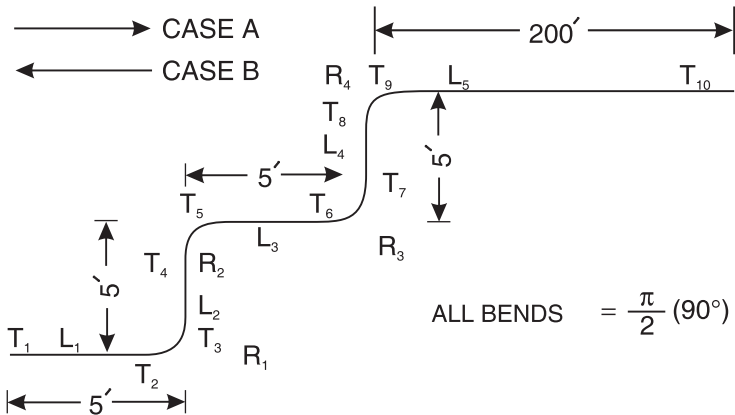 CASE A
200′
CASE B
R₄ T₉ L₅ T₁₀
T₈
L₄
5′
5′
T₇
T₅ T₆
L₃
R₃
T₄ R₂
5′
L₂
ALL BENDS = π/2 (90°)
T₁ L₁ T₃
R₁
T₂
5′